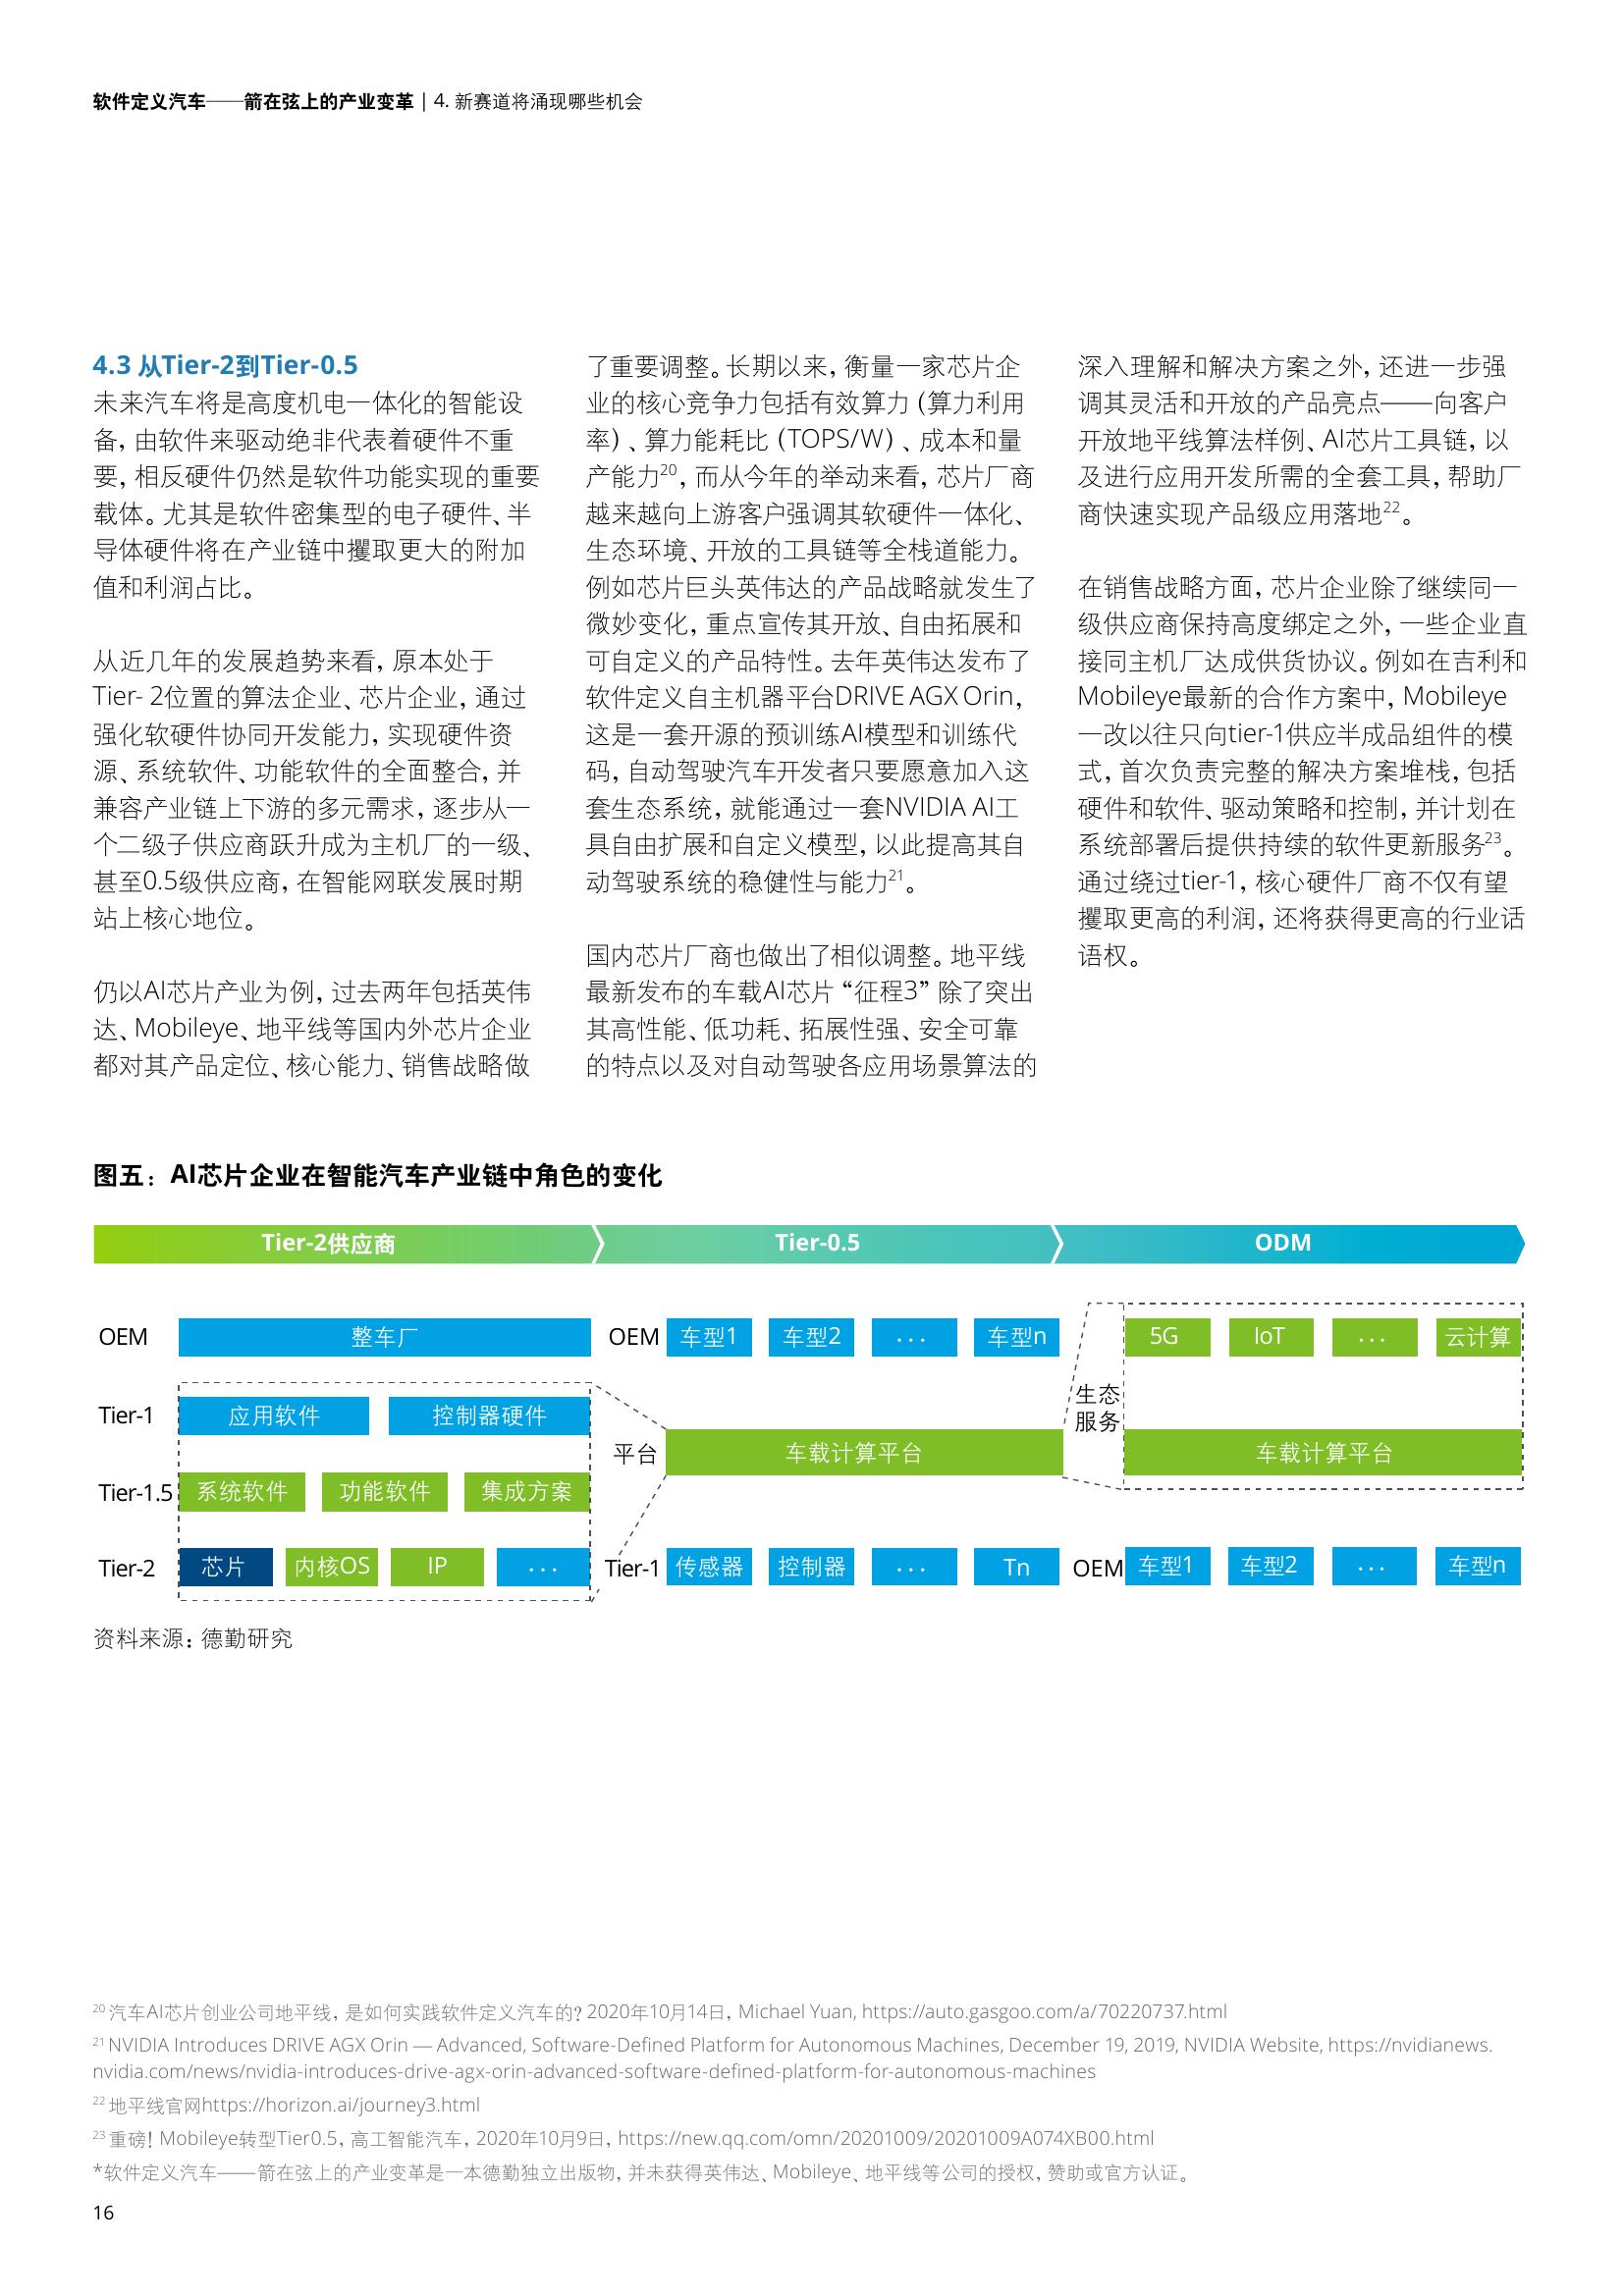 软件定义汽车——箭在弦上的产业变革 | 4. 新赛道将涌现哪些机会
4.3 从Tier-2到Tier-0.5
未来汽车将是高度机电一体化的智能设
备，由软件来驱动绝非代表着硬件不重
要，相反硬件仍然是软件功能实现的重要
载体。尤其是软件密集型的电子硬件、半
导体硬件将在产业链中攫取更大的附加
值和利润占比。
从近几年的发展趋势来看，原本处于
Tier- 2位置的算法企业、芯片企业，通过
强化软硬件协同开发能力，实现硬件资
源、系统软件、功能软件的全面整合，并
兼容产业链上下游的多元需求，逐步从一
个二级子供应商跃升成为主机厂的一级、
甚至0.5级供应商，在智能网联发展时期
站上核心地位。
仍以AI芯片产业为例，过去两年包括英伟
达、Mobileye、地平线等国内外芯片企业
都对其产品定位、核心能力、销售战略做
了重要调整。长期以来，衡量一家芯片企
业的核心竞争力包括有效算力（算力利用
率）、算力能耗比（TOPS/W）、成本和量
产能力20，而从今年的举动来看，芯片厂商
越来越向上游客户强调其软硬件一体化、
生态环境、开放的工具链等全栈道能力。
例如芯片巨头英伟达的产品战略就发生了
微妙变化，重点宣传其开放、自由拓展和
可自定义的产品特性。去年英伟达发布了
软件定义自主机器平台DRIVE AGX Orin，
这是一套开源的预训练AI模型和训练代
码，自动驾驶汽车开发者只要愿意加入这
套生态系统，就能通过一套NVIDIA AI工
具自由扩展和自定义模型，以此提高其自
动驾驶系统的稳健性与能力21。
国内芯片厂商也做出了相似调整。地平线
最新发布的车载AI芯片“征程3”除了突出
其高性能、低功耗、拓展性强、安全可靠
的特点以及对自动驾驶各应用场景算法的
深入理解和解决方案之外，还进一步强
调其灵活和开放的产品亮点——向客户
开放地平线算法样例、AI芯片工具链，以
及进行应用开发所需的全套工具，帮助厂
商快速实现产品级应用落地22。
在销售战略方面，芯片企业除了继续同一
级供应商保持高度绑定之外，一些企业直
接同主机厂达成供货协议。例如在吉利和
Mobileye最新的合作方案中，Mobileye
一改以往只向tier-1供应半成品组件的模
式，首次负责完整的解决方案堆栈，包括
硬件和软件、驱动策略和控制，并计划在
系统部署后提供持续的软件更新服务23。
通过绕过tier-1，核心硬件厂商不仅有望
攫取更高的利润，还将获得更高的行业话
语权。
图五：AI芯片企业在智能汽车产业链中角色的变化
Tier-2供应商 Tier-0.5 ODM
OEM 整车厂
Tier-1 应用软件 控制器硬件
Tier-1.5 系统软件 功能软件 集成方案
Tier-2 芯片 内核OS IP ...
OEM 车型1 车型2 ... 车型n
平台 车载计算平台
Tier-1 传感器 控制器 ... Tn
5G IoT ... 云计算
生态
服务
车载计算平台
OEM 车型1 车型2 ... 车型n
资料来源：德勤研究
20 汽车AI芯片创业公司地平线，是如何实践软件定义汽车的？2020年10月14日，Michael Yuan, https://auto.gasgoo.com/a/70220737.html
21 NVIDIA Introduces DRIVE AGX Orin — Advanced, Software-Defined Platform for Autonomous Machines, December 19, 2019, NVIDIA Website, https://nvidianews.
nvidia.com/news/nvidia-introduces-drive-agx-orin-advanced-software-defined-platform-for-autonomous-machines
22 地平线官网https://horizon.ai/journey3.html
23 重磅！Mobileye转型Tier0.5，高工智能汽车，2020年10月9日，https://new.qq.com/omn/20201009/20201009A074XB00.html
*软件定义汽车——箭在弦上的产业变革是一本德勤独立出版物，并未获得英伟达、Mobileye、地平线等公司的授权，赞助或官方认证。
16